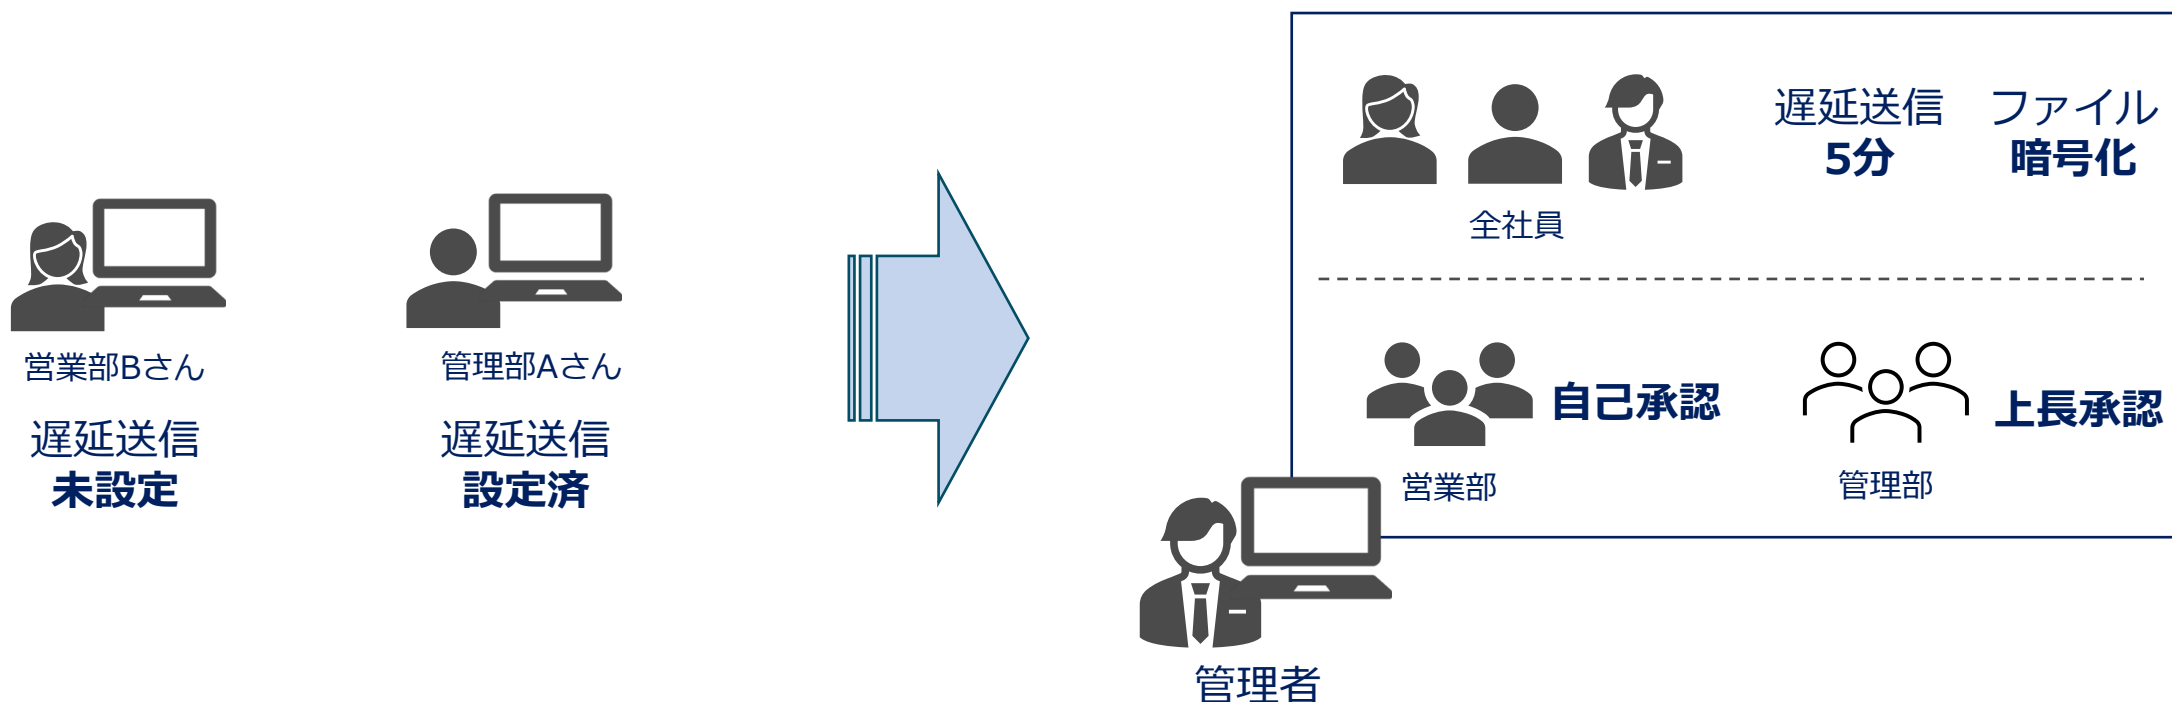 営業部Bさん
遅延送信
未設定
管理部Aさん
遅延送信
設定済
全社員
遅延送信
5分
ファイル
暗号化
自己承認
営業部
上長承認
管理部
管理者